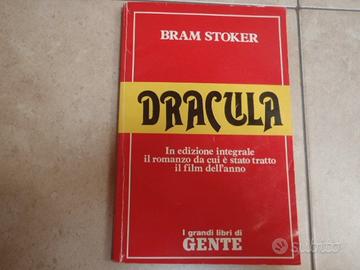 BRAM STOKER
DRACULA
In edizione integrale
il romanzo da cui è stato tratto
il film dell'anno
I grandi libri di
GENTE
subito